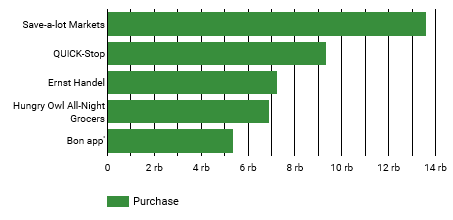 Save-a-lot Markets
QUICK-Stop
Ernst Handel
Hungry Owl All-Night
Grocers
Bon app'
0 2 rb 4 rb 6 rb 8 rb 10 rb 12 rb 14 rb
Purchase